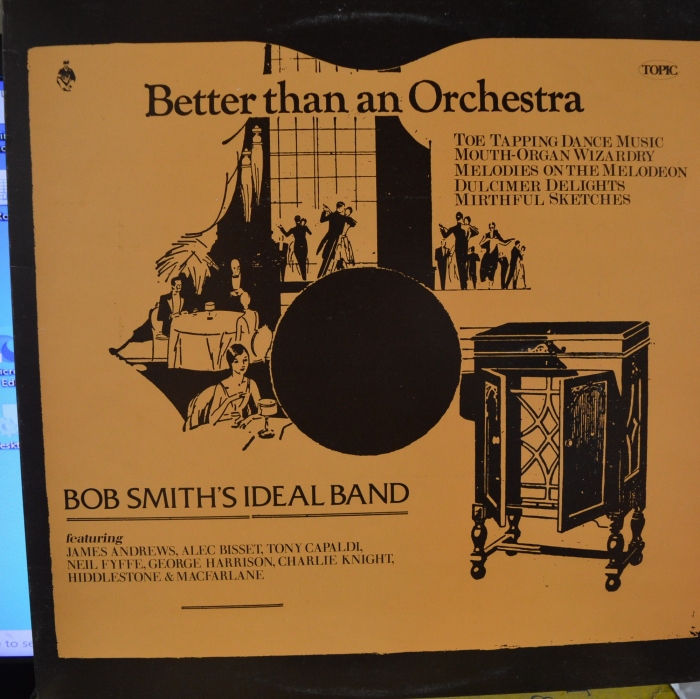 TOPIC
Better than an Orchestra
TOE TAPPING DANCE MUSIC
MOUTH-ORGAN WIZARDRY
MELODIES ON THE MELODEON
DULCIMER DELIGHTS
MIRTHFUL SKETCHES
BOB SMITH'S IDEAL BAND
featuring
JAMES ANDREWS, ALEC BISSET, TONY CAPALDI,
NEIL FYFFE, GEORGE HARRISON, CHARLIE KNIGHT,
HIDDLESTONE & MACFARLANE